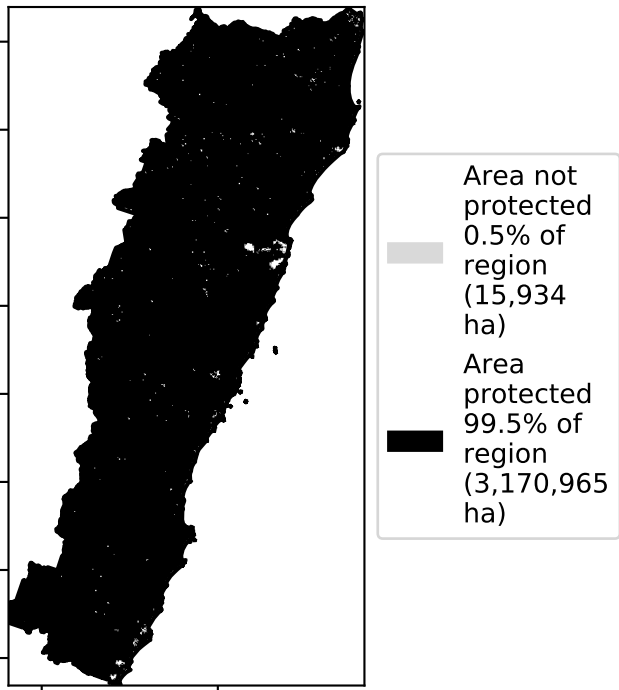 Area not
protected
0.5% of
region
(15,934
ha)
Area
protected
99.5% of
region
(3,170,965
ha)